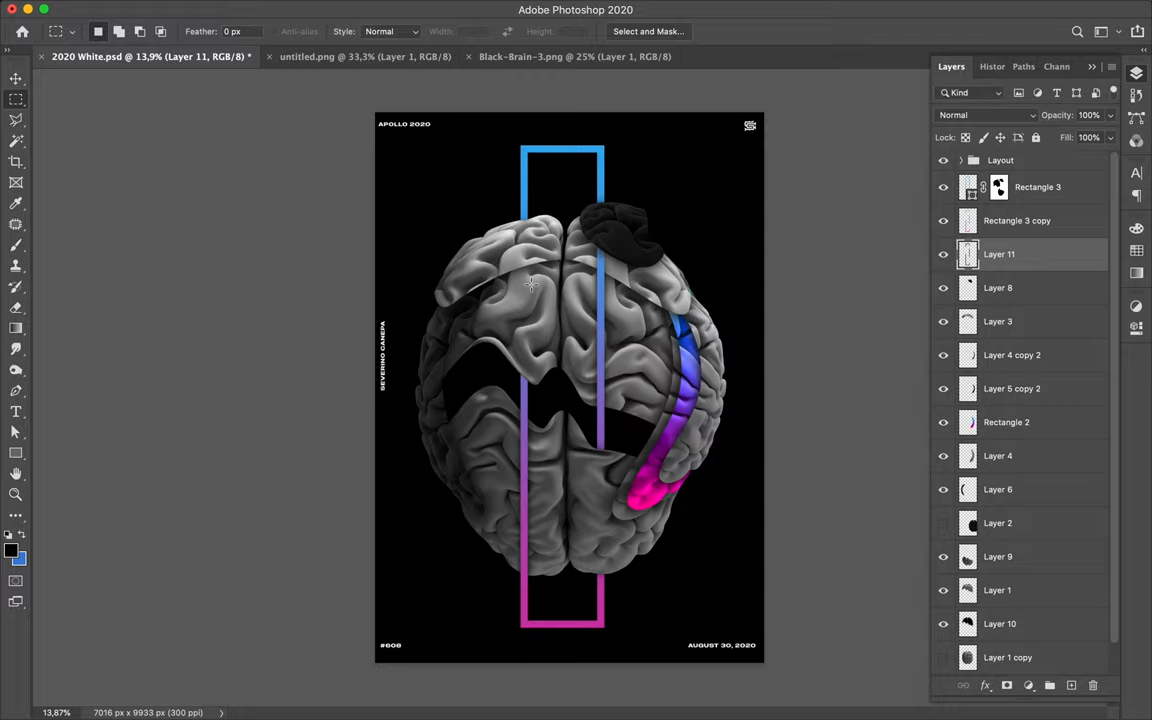 Adobe Photoshop 2020
Feather: 0 px Anti-alias Style: Normal Width: Height: Select and Mask...
2020 White.psd @ 13,9% (Layer 11, RGB/8) * untitled.png @ 33,3% (Layer 1, RGB/8) Black-Brain-3.png @ 25% (Layer 1, RGB/8)
Layers Histor Paths Chann
Kind
Normal Opacity: 100%
Lock: Fill: 100%
Layout
Rectangle 3
Rectangle 3 copy
Layer 11
Layer 8
Layer 3
Layer 4 copy 2
Layer 5 copy 2
Rectangle 2
Layer 4
Layer 6
Layer 2
Layer 9
Layer 1
Layer 10
Layer 1 copy
APOLLO 2020
SEVERINO CANEPA
#608
AUGUST 30, 2020
13,87% 7016 px x 9933 px (300 ppi)